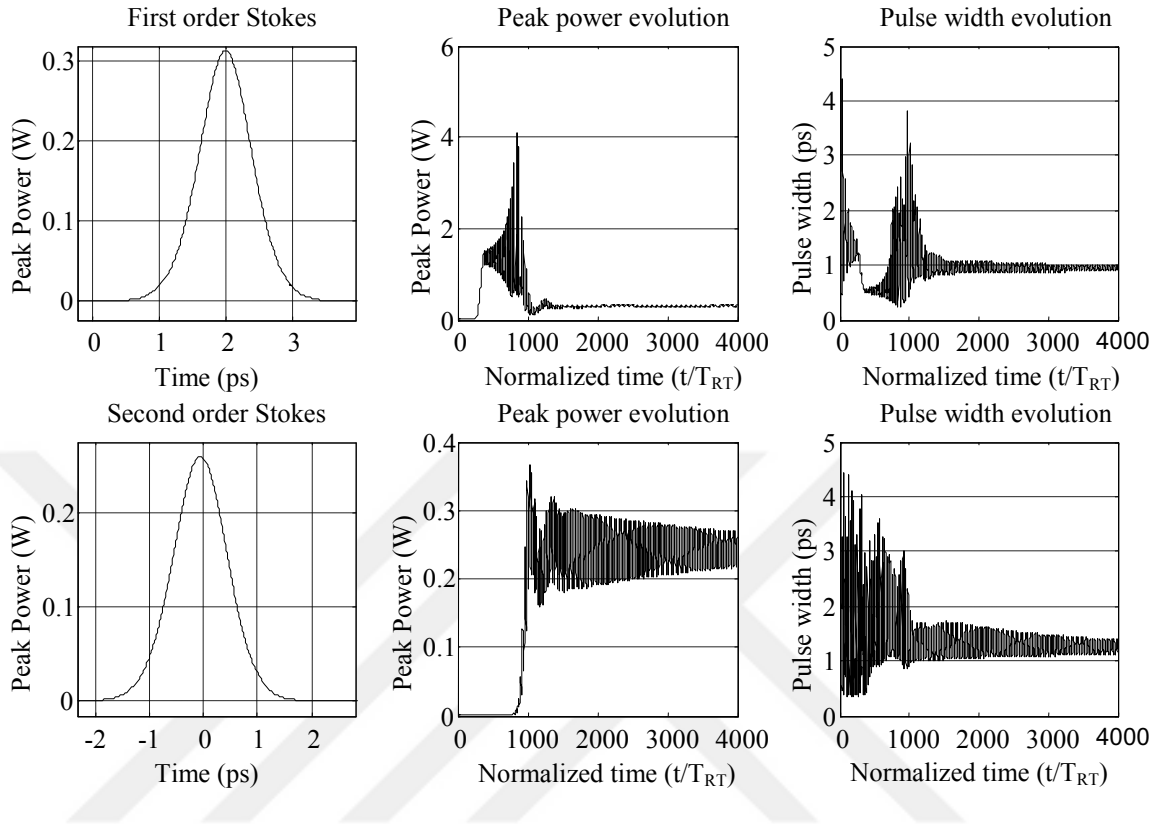 First order Stokes
Peak Power (W)
0.3
0.2
0.1
0
0 1 2 3
Time (ps)
Peak power evolution
Peak Power (W)
6
4
2
0
0 1000 2000 3000 4000
Normalized time (t/T_RT)
Pulse width evolution
Pulse width (ps)
5
4
3
2
1
0
0 1000 2000 3000 4000
Normalized time (t/T_RT)
Second order Stokes
Peak Power (W)
0.2
0.1
0
-2 -1 0 1 2
Time (ps)
Peak power evolution
Peak Power (W)
0.4
0.3
0.2
0.1
0
0 1000 2000 3000 4000
Normalized time (t/T_RT)
Pulse width evolution
Pulse width (ps)
5
4
3
2
1
0
0 1000 2000 3000 4000
Normalized time (t/T_RT)